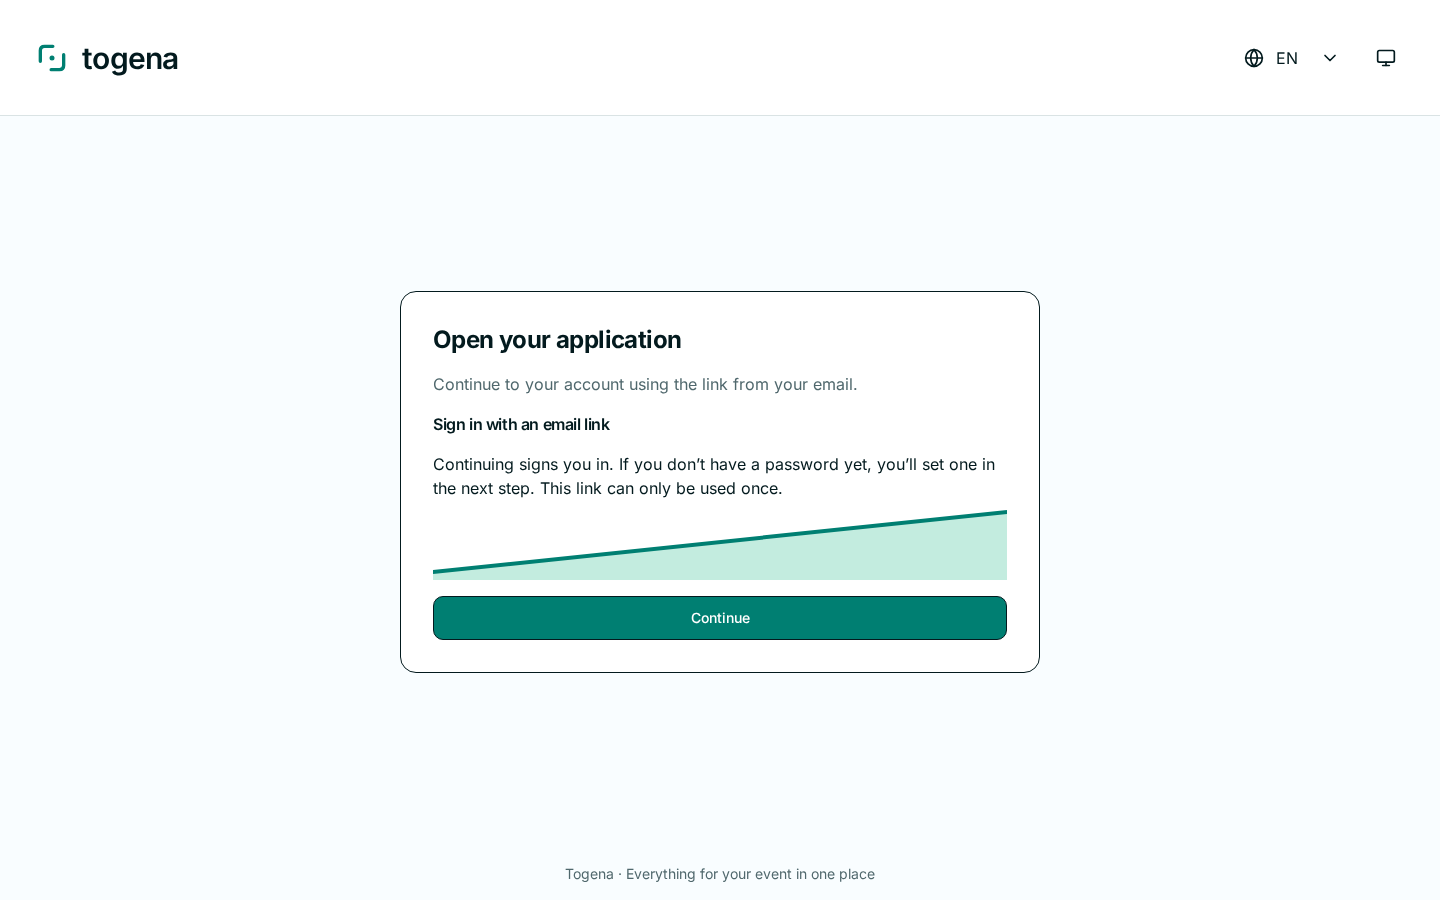 togena
EN
Open your application
Continue to your account using the link from your email.
Sign in with an email link
Continuing signs you in. If you don’t have a password yet, you’ll set one in
the next step. This link can only be used once.
Continue
Togena · Everything for your event in one place